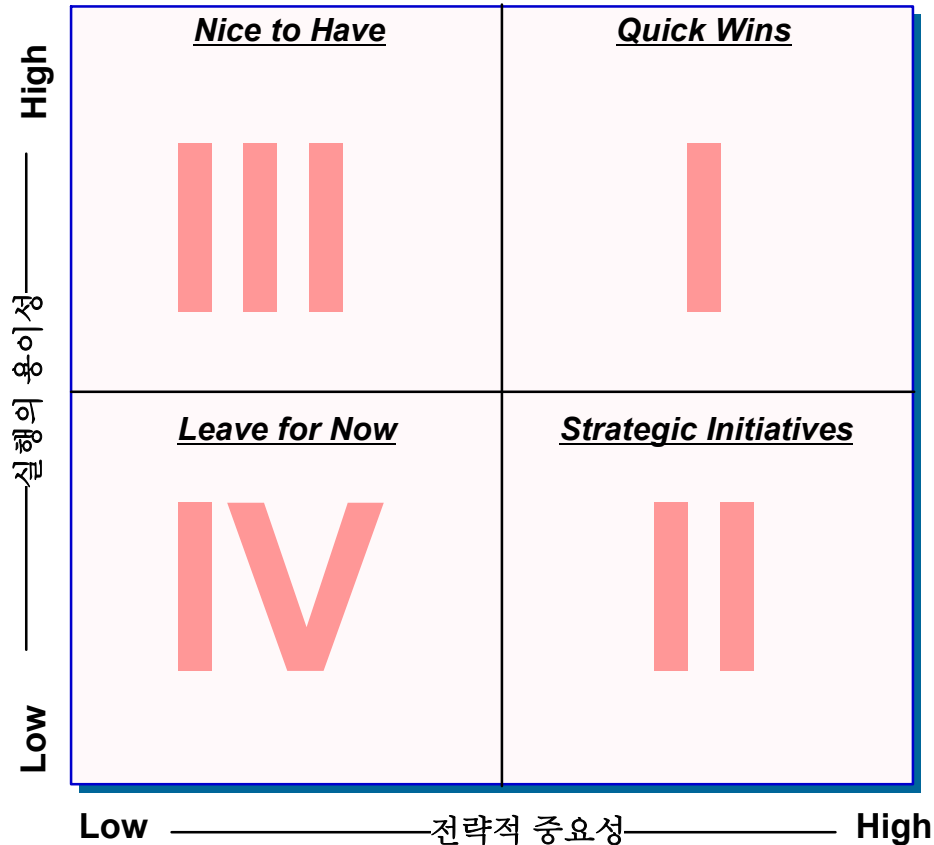 Nice to Have
Quick Wins
High
III
I
실행의 용이성
Leave for Now
Strategic Initiatives
IV
II
Low
Low
전략적 중요성
High